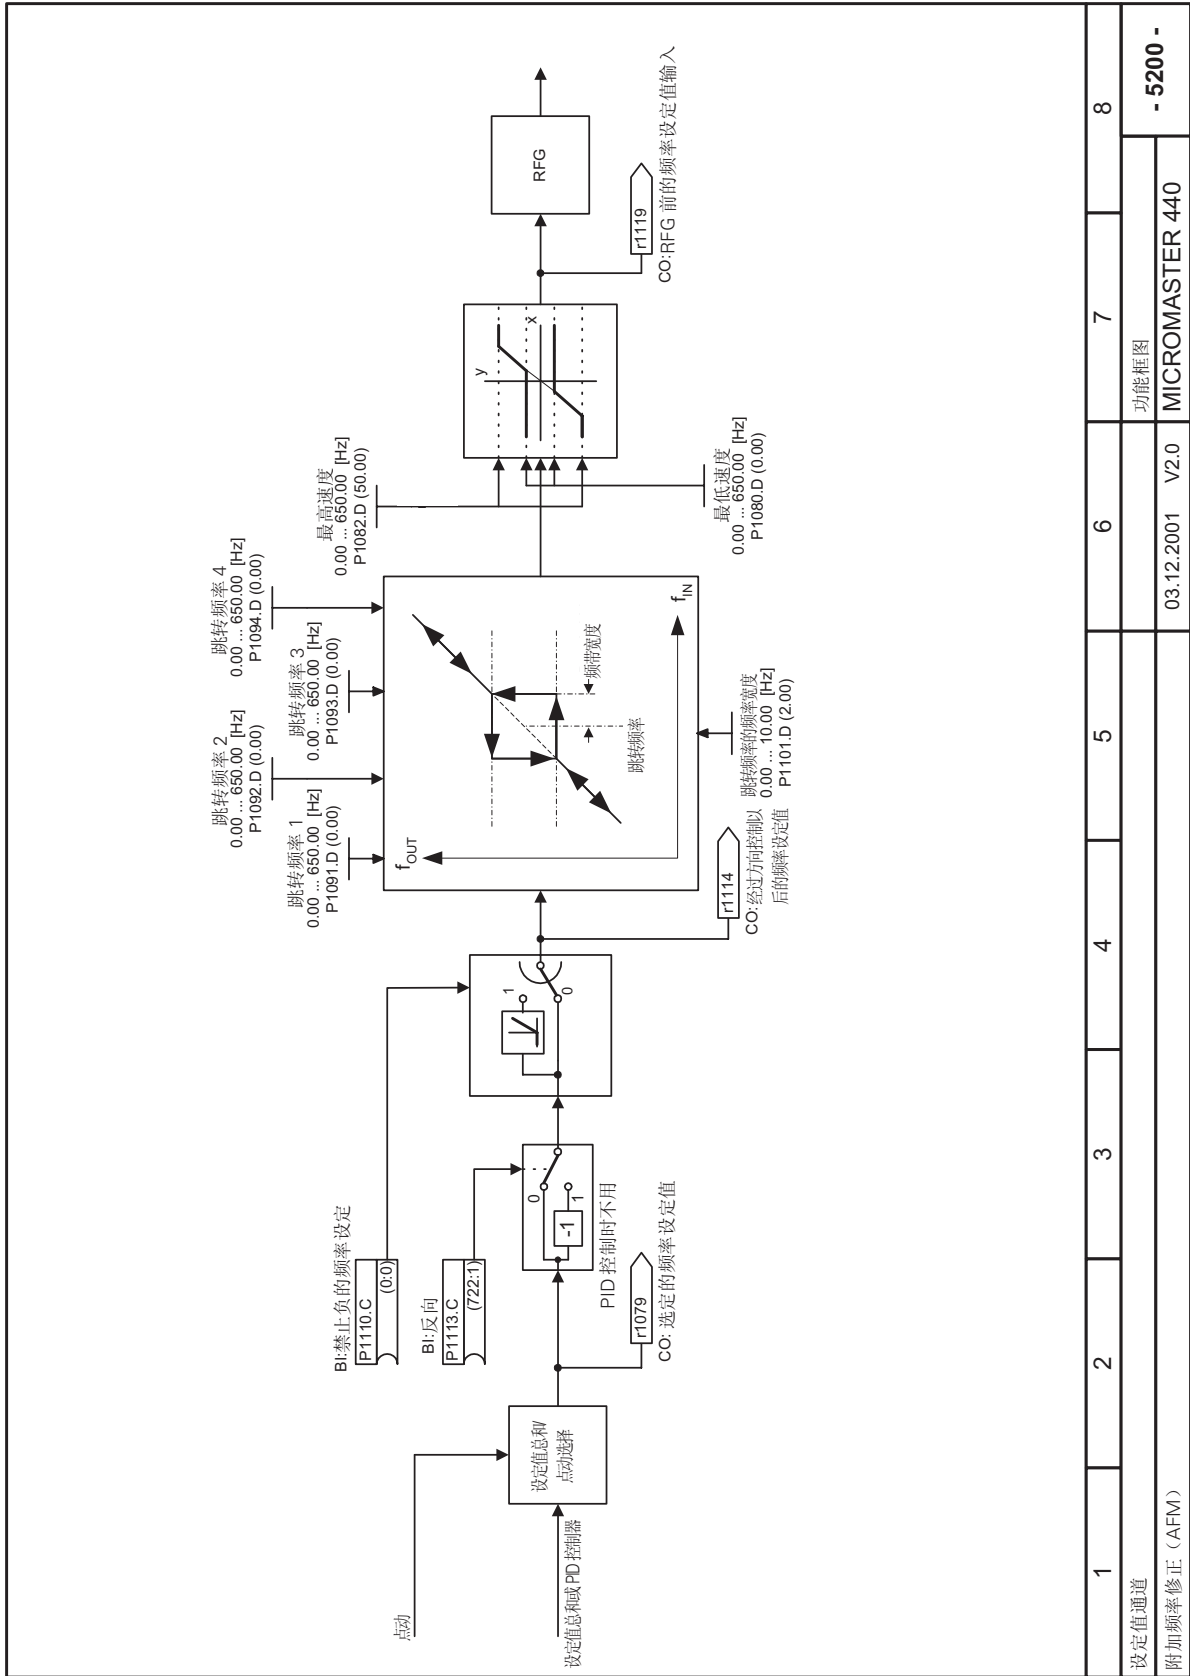 点动
设定值总和或 PID 控制器
设定值总和/
点动选择
BI:禁止负的频率设定
P1110.C
(0:0)
BI:反向
P1113.C
(722:1)
r1079
CO: 选定的频率设定值
0
1
-1
PID 控制时不用
1
0
r1114
CO:经过方向控制以
后的频率设定值
跳转频率 1
0.00 ... 650.00 [Hz]
P1091.D (0.00)
跳转频率 2
0.00 ... 650.00 [Hz]
P1092.D (0.00)
跳转频率 3
0.00 ... 650.00 [Hz]
P1093.D (0.00)
跳转频率 4
0.00 ... 650.00 [Hz]
P1094.D (0.00)
fOUT
fIN
跳转频率
频带宽度
跳转频率的频率宽度
0.00 ... 10.00 [Hz]
P1101.D (2.00)
最高速度
0.00 ... 650.00 [Hz]
P1082.D (50.00)
最低速度
0.00 ... 650.00 [Hz]
P1080.D (0.00)
y
x
r1119
CO:RFG 前的频率设定值输入
RFG
1 2 3 4 5 6 7 8
设定值通道
附加频率修正（AFM）
03.12.2001 V2.0
功能框图
MICROMASTER 440
- 5200 -